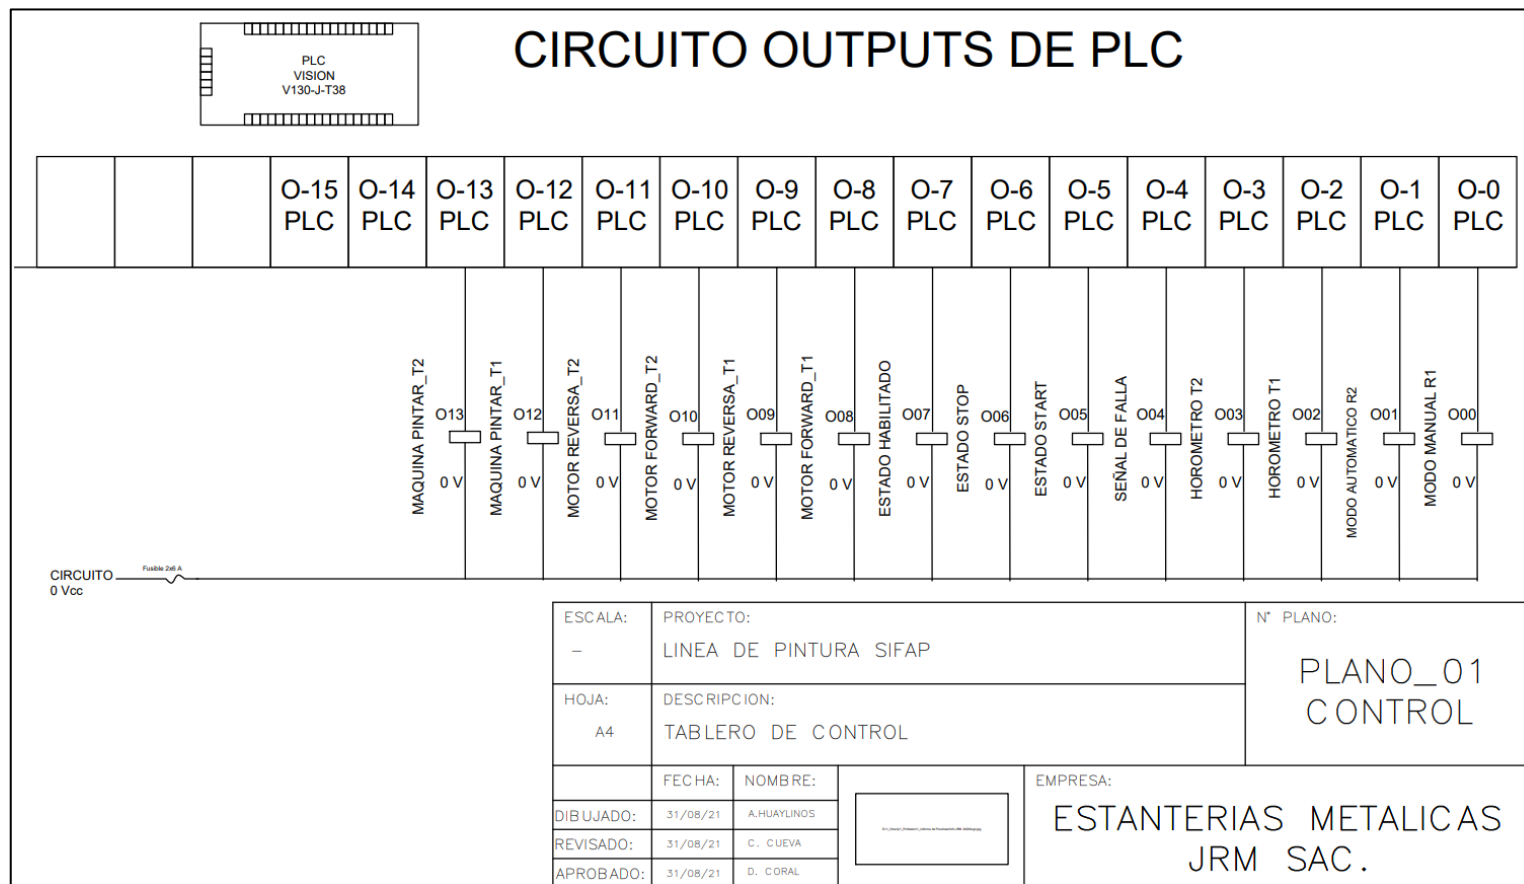 PLC
VISION
V130-J-T38
CIRCUITO OUTPUTS DE PLC
O-15 PLC
O-14 PLC
O-13 PLC
O-12 PLC
O-11 PLC
O-10 PLC
O-9 PLC
O-8 PLC
O-7 PLC
O-6 PLC
O-5 PLC
O-4 PLC
O-3 PLC
O-2 PLC
O-1 PLC
O-0 PLC
MAQUINA PINTAR_T2
O13
0 V
MAQUINA PINTAR_T1
O12
0 V
MOTOR REVERSA_T2
O11
0 V
MOTOR FORWARD_T2
O10
0 V
MOTOR REVERSA_T1
O09
0 V
MOTOR FORWARD_T1
O08
0 V
ESTADO HABILITADO
O07
0 V
ESTADO STOP
O06
0 V
ESTADO START
O05
0 V
SEÑAL DE FALLA
O04
0 V
HOROMETRO T2
O03
0 V
HOROMETRO T1
O02
0 V
MODO AUTOMATICO R2
O01
0 V
MODO MANUAL R1
O00
0 V
CIRCUITO
0 Vcc
Fusible 2x6 A
ESCALA:
–
PROYECTO:
LINEA DE PINTURA SIFAP
N° PLANO:
PLANO_01
CONTROL
HOJA:
A4
DESCRIPCION:
TABLERO DE CONTROL
FECHA:
NOMBRE:
DIBUJADO:
31/08/21
A.HUAYLINOS
REVISADO:
31/08/21
C. CUEVA
APROBADO:
31/08/21
D. CORAL
EMPRESA:
ESTANTERIAS METALICAS
JRM SAC.